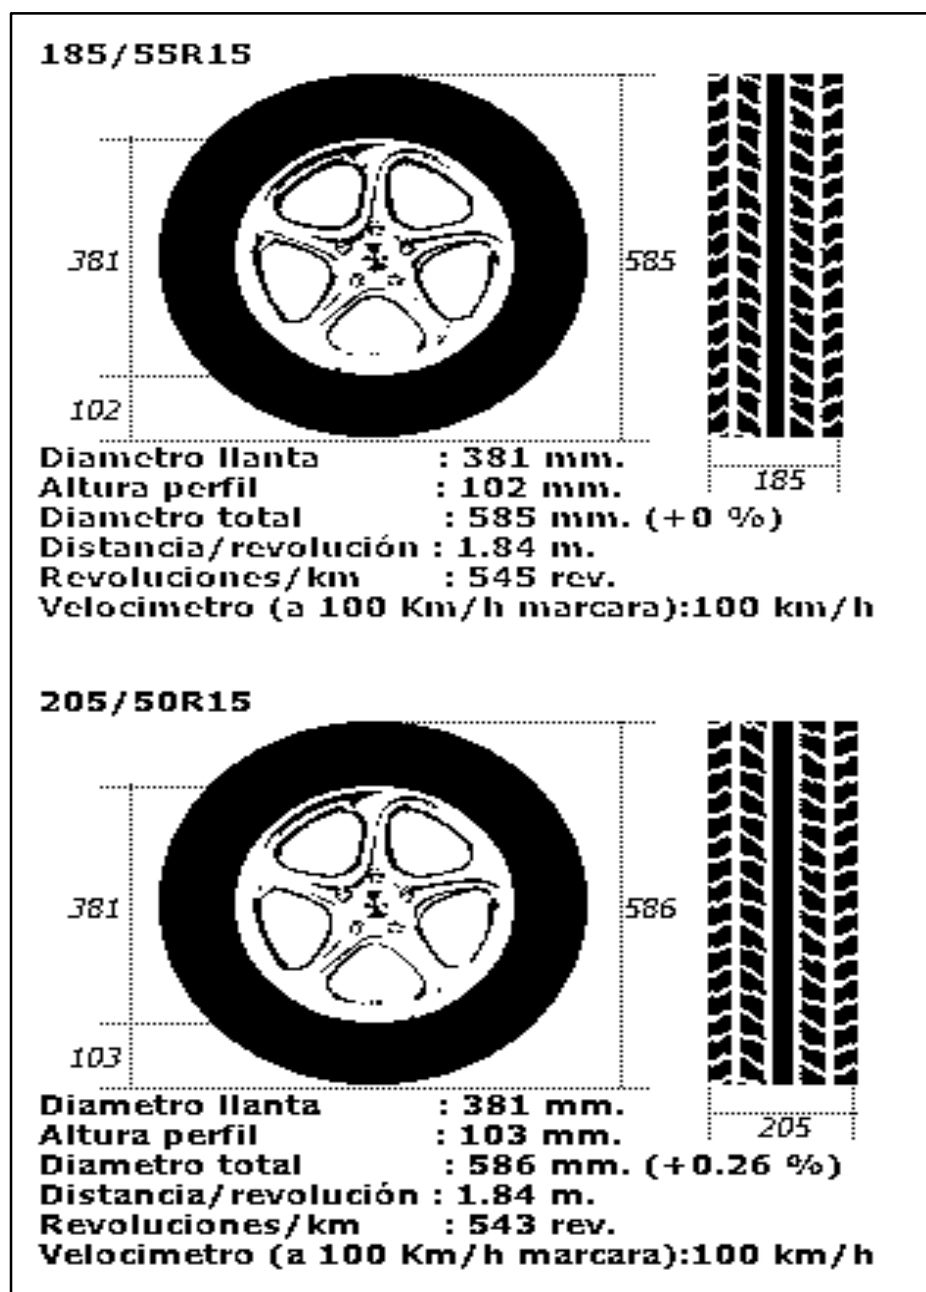 185/55R15
381
585
102
185
Diametro llanta : 381 mm.
Altura perfil : 102 mm.
Diametro total : 585 mm. (+0 %)
Distancia/revolución : 1.84 m.
Revoluciones/km : 545 rev.
Velocimetro (a 100 Km/h marcara):100 km/h
205/50R15
381
586
103
205
Diametro llanta : 381 mm.
Altura perfil : 103 mm.
Diametro total : 586 mm. (+0.26 %)
Distancia/revolución : 1.84 m.
Revoluciones/km : 543 rev.
Velocimetro (a 100 Km/h marcara):100 km/h